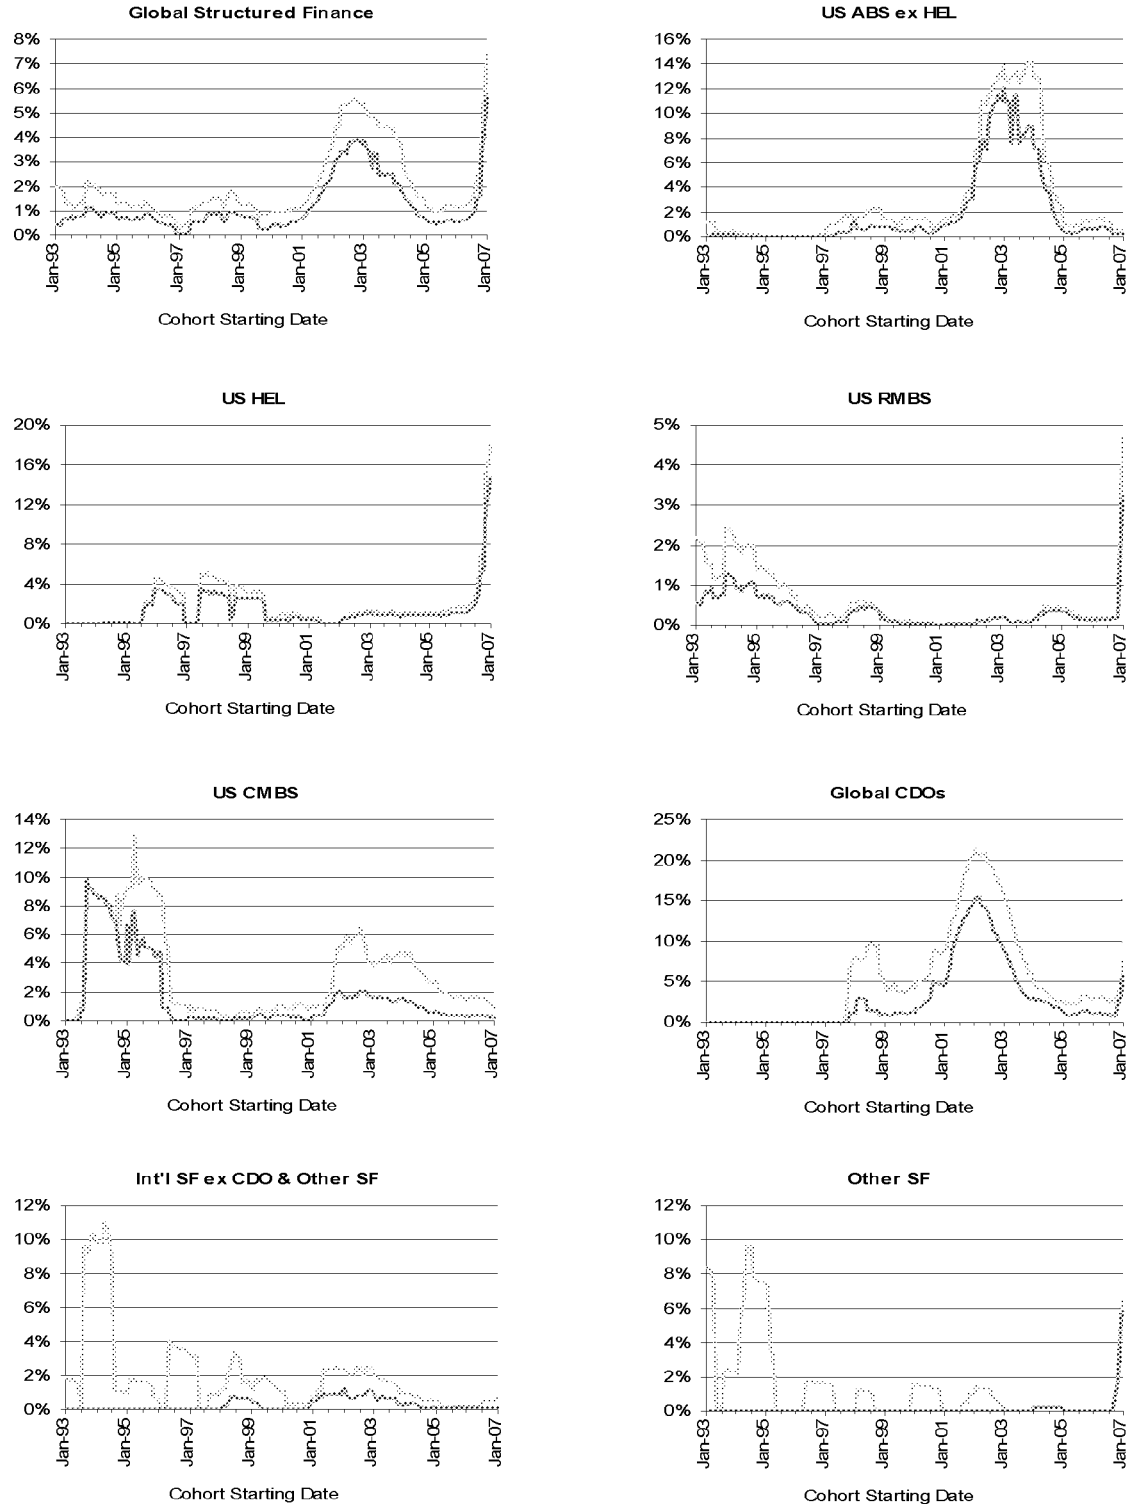 Global Structured Finance
8%
7%
6%
5%
4%
3%
2%
1%
0%
Jan-93
Jan-95
Jan-97
Jan-99
Jan-01
Jan-03
Jan-05
Jan-07
Cohort Starting Date
US ABS ex HEL
16%
14%
12%
10%
8%
6%
4%
2%
0%
Jan-93
Jan-95
Jan-97
Jan-99
Jan-01
Jan-03
Jan-05
Jan-07
Cohort Starting Date
US HEL
20%
16%
12%
8%
4%
0%
Jan-93
Jan-95
Jan-97
Jan-99
Jan-01
Jan-03
Jan-05
Jan-07
Cohort Starting Date
US RMBS
5%
4%
3%
2%
1%
0%
Jan-93
Jan-95
Jan-97
Jan-99
Jan-01
Jan-03
Jan-05
Jan-07
Cohort Starting Date
US CMBS
14%
12%
10%
8%
6%
4%
2%
0%
Jan-93
Jan-95
Jan-97
Jan-99
Jan-01
Jan-03
Jan-05
Jan-07
Cohort Starting Date
Global CDOs
25%
20%
15%
10%
5%
0%
Jan-93
Jan-95
Jan-97
Jan-99
Jan-01
Jan-03
Jan-05
Jan-07
Cohort Starting Date
Int'l SF ex CDO & Other SF
12%
10%
8%
6%
4%
2%
0%
Jan-93
Jan-95
Jan-97
Jan-99
Jan-01
Jan-03
Jan-05
Jan-07
Cohort Starting Date
Other SF
12%
10%
8%
6%
4%
2%
0%
Jan-93
Jan-95
Jan-97
Jan-99
Jan-01
Jan-03
Jan-05
Jan-07
Cohort Starting Date